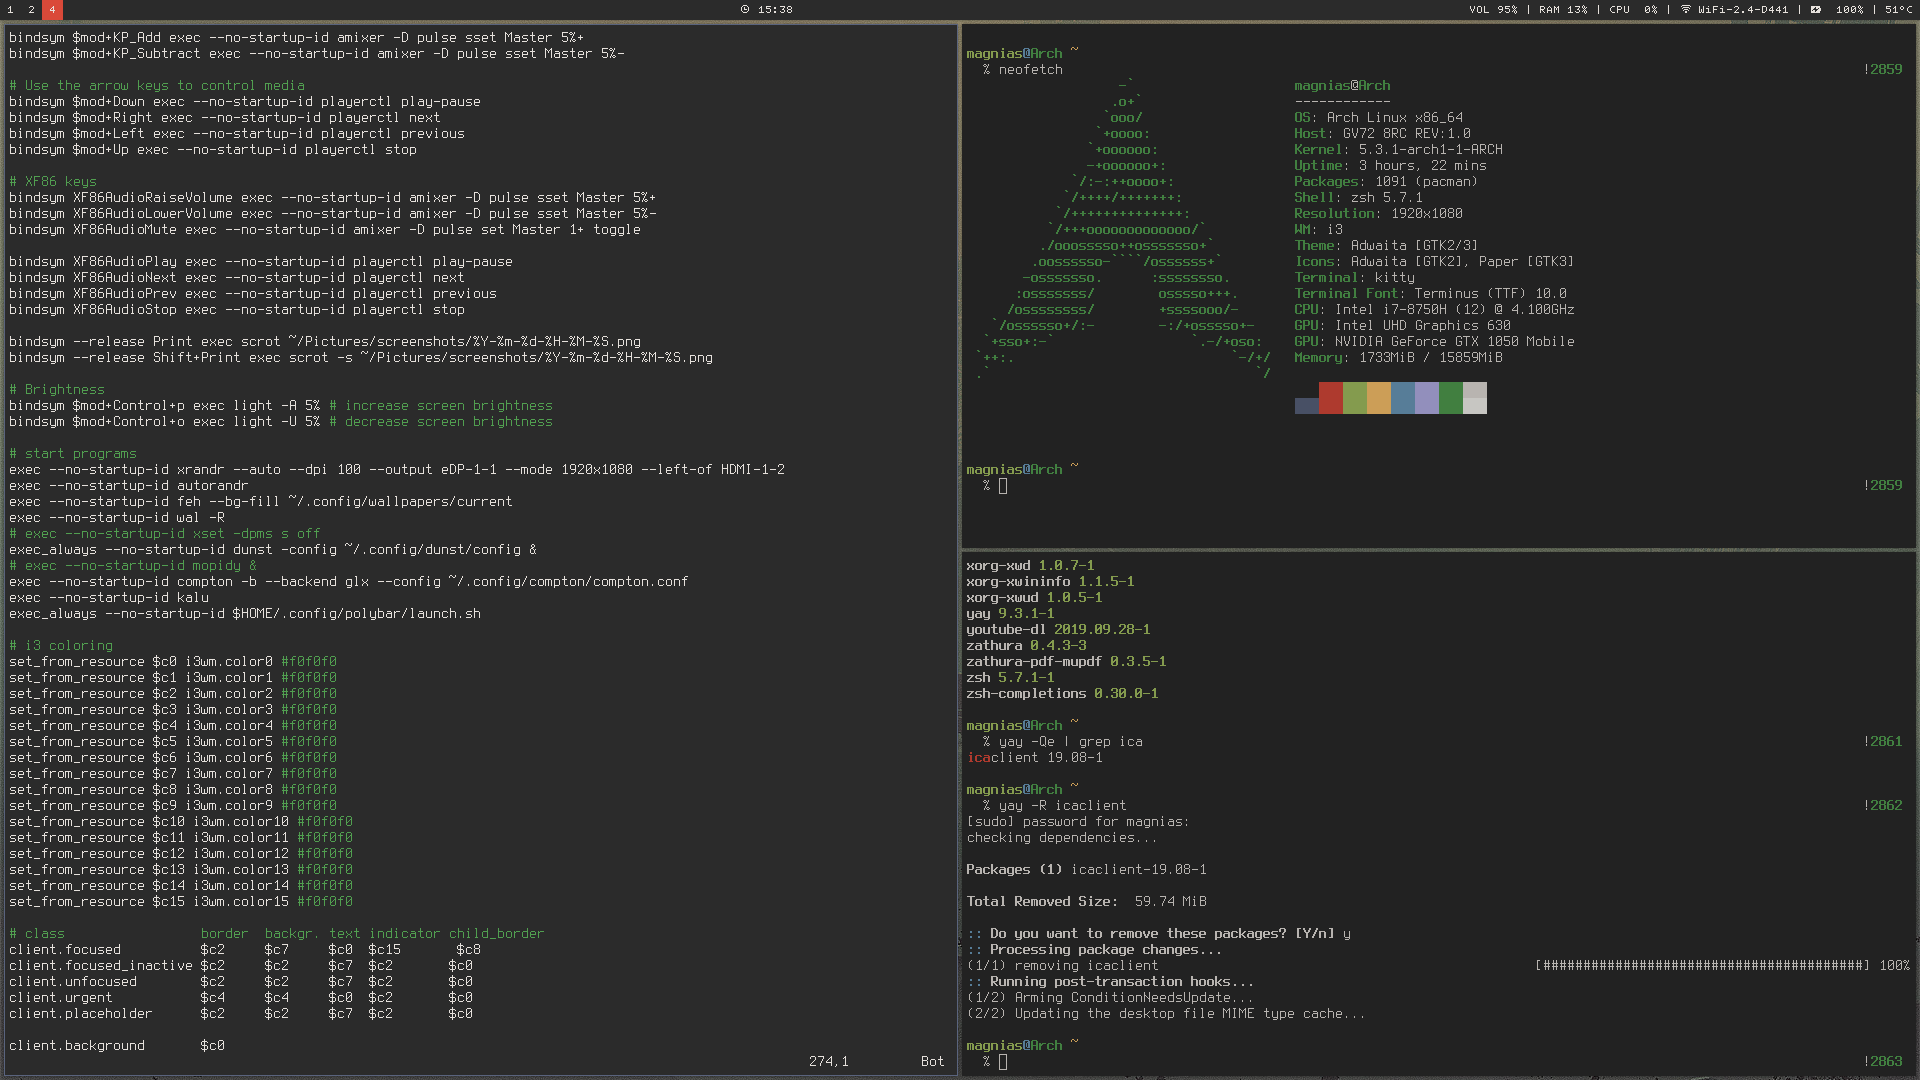 1 2 4 15:38 VOL 95% | RAM 13% | CPU 0% | WiFi-2.4-D441 | 100% | 51°C
bindsym $mod+KP_Add exec --no-startup-id amixer -D pulse sset Master 5%+
bindsym $mod+KP_Subtract exec --no-startup-id amixer -D pulse sset Master 5%-
# Use the arrow keys to control media
bindsym $mod+Down exec --no-startup-id playerctl play-pause
bindsym $mod+Right exec --no-startup-id playerctl next
bindsym $mod+Left exec --no-startup-id playerctl previous
bindsym $mod+Up exec --no-startup-id playerctl stop
# XF86 keys
bindsym XF86AudioRaiseVolume exec --no-startup-id amixer -D pulse sset Master 5%+
bindsym XF86AudioLowerVolume exec --no-startup-id amixer -D pulse sset Master 5%-
bindsym XF86AudioMute exec --no-startup-id amixer -D pulse set Master 1+ toggle
bindsym XF86AudioPlay exec --no-startup-id playerctl play-pause
bindsym XF86AudioNext exec --no-startup-id playerctl next
bindsym XF86AudioPrev exec --no-startup-id playerctl previous
bindsym XF86AudioStop exec --no-startup-id playerctl stop
bindsym --release Print exec scrot ~/Pictures/screenshots/%Y-%m-%d-%H-%M-%S.png
bindsym --release Shift+Print exec scrot -s ~/Pictures/screenshots/%Y-%m-%d-%H-%M-%S.png
# Brightness
bindsym $mod+Control+p exec light -A 5% # increase screen brightness
bindsym $mod+Control+o exec light -U 5% # decrease screen brightness
# start programs
exec --no-startup-id xrandr --auto --dpi 100 --output eDP-1-1 --mode 1920x1080 --left-of HDMI-1-2
exec --no-startup-id autorandr
exec --no-startup-id feh --bg-fill ~/.config/wallpapers/current
exec --no-startup-id wal -R
# exec --no-startup-id xset -dpms s off
exec_always --no-startup-id dunst -config ~/.config/dunst/config &
# exec --no-startup-id mopidy &
exec --no-startup-id compton -b --backend glx --config ~/.config/compton/compton.conf
exec --no-startup-id kalu
exec_always --no-startup-id $HOME/.config/polybar/launch.sh
# i3 coloring
set_from_resource $c0 i3wm.color0 #f0f0f0
set_from_resource $c1 i3wm.color1 #f0f0f0
set_from_resource $c2 i3wm.color2 #f0f0f0
set_from_resource $c3 i3wm.color3 #f0f0f0
set_from_resource $c4 i3wm.color4 #f0f0f0
set_from_resource $c5 i3wm.color5 #f0f0f0
set_from_resource $c6 i3wm.color6 #f0f0f0
set_from_resource $c7 i3wm.color7 #f0f0f0
set_from_resource $c8 i3wm.color8 #f0f0f0
set_from_resource $c9 i3wm.color9 #f0f0f0
set_from_resource $c10 i3wm.color10 #f0f0f0
set_from_resource $c11 i3wm.color11 #f0f0f0
set_from_resource $c12 i3wm.color12 #f0f0f0
set_from_resource $c13 i3wm.color13 #f0f0f0
set_from_resource $c14 i3wm.color14 #f0f0f0
set_from_resource $c15 i3wm.color15 #f0f0f0
# class border backgr. text indicator child_border
client.focused $c2 $c7 $c0 $c15 $c8
client.focused_inactive $c2 $c2 $c7 $c2 $c0
client.unfocused $c2 $c2 $c7 $c2 $c0
client.urgent $c4 $c4 $c0 $c2 $c0
client.placeholder $c2 $c2 $c7 $c2 $c0
client.background $c0
274,1 Bot
magnias@Arch ~
% neofetch !2859
magnias@Arch
------------
OS: Arch Linux x86_64
Host: GV72 8RC REV:1.0
Kernel: 5.3.1-arch1-1-ARCH
Uptime: 3 hours, 22 mins
Packages: 1091 (pacman)
Shell: zsh 5.7.1
Resolution: 1920x1080
WM: i3
Theme: Adwaita [GTK2/3]
Icons: Adwaita [GTK2], Paper [GTK3]
Terminal: kitty
Terminal Font: Terminus (TTF) 10.0
CPU: Intel i7-8750H (12) @ 4.100GHz
GPU: Intel UHD Graphics 630
GPU: NVIDIA GeForce GTX 1050 Mobile
Memory: 1733MiB / 15859MiB
magnias@Arch ~
% !2859
xorg-xwd 1.0.7-1
xorg-xwininfo 1.1.5-1
xorg-xwud 1.0.5-1
yay 9.3.1-1
youtube-dl 2019.09.28-1
zathura 0.4.3-3
zathura-pdf-mupdf 0.3.5-1
zsh 5.7.1-1
zsh-completions 0.30.0-1
magnias@Arch ~
% yay -Qe | grep ica !2861
icaclient 19.08-1
magnias@Arch ~
% yay -R icaclient !2862
[sudo] password for magnias:
checking dependencies...
Packages (1) icaclient-19.08-1
Total Removed Size: 59.74 MiB
:: Do you want to remove these packages? [Y/n] y
:: Processing package changes...
(1/1) removing icaclient [########################################] 100%
:: Running post-transaction hooks...
(1/2) Arming ConditionNeedsUpdate...
(2/2) Updating the desktop file MIME type cache...
magnias@Arch ~
% !2863